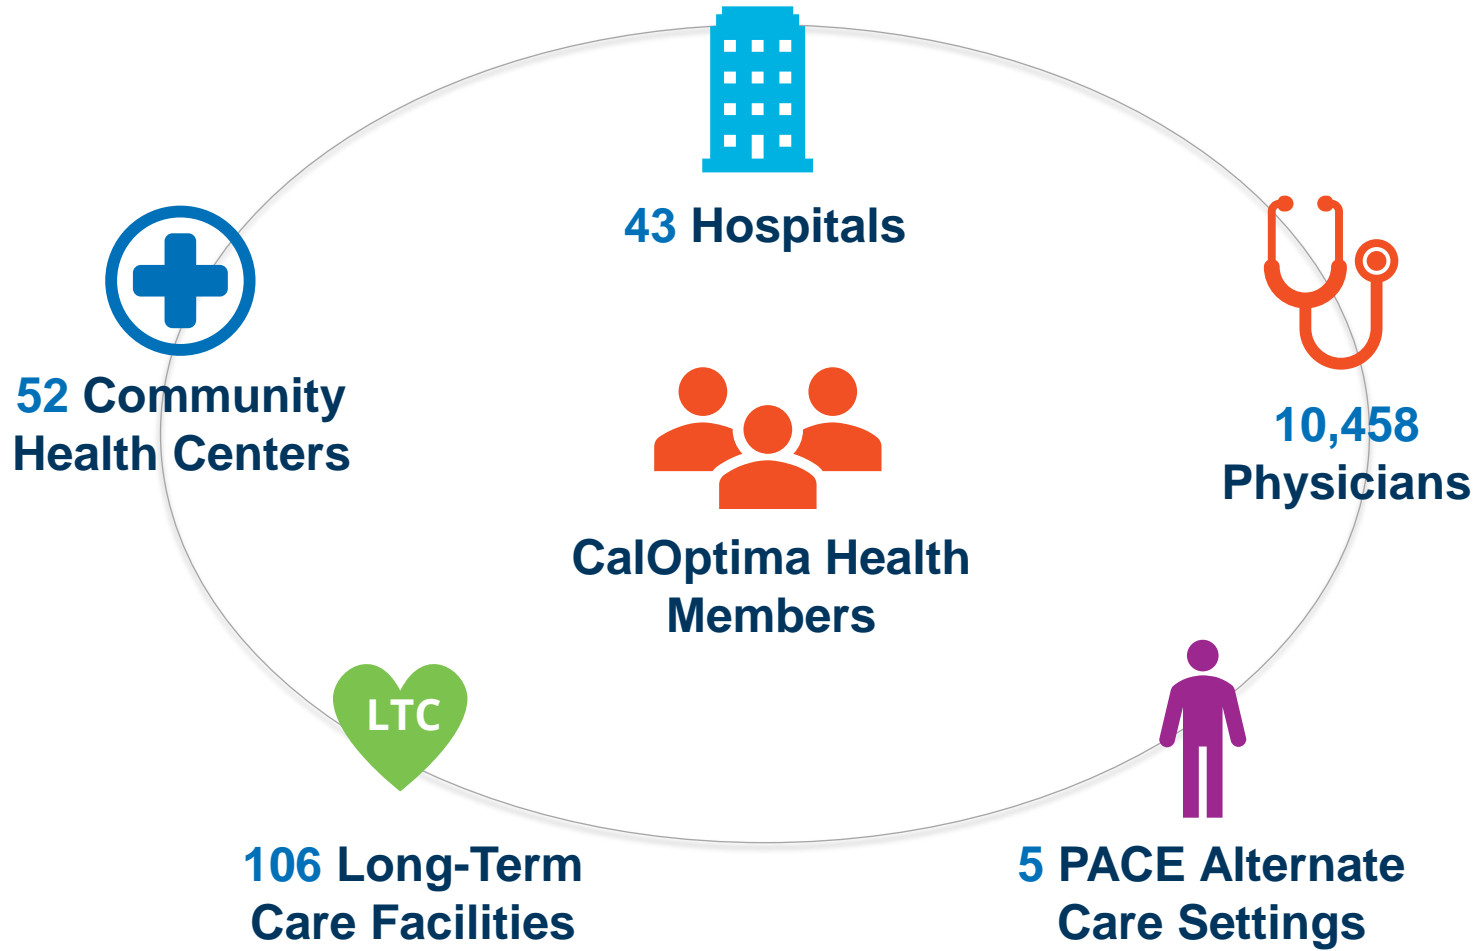 43 Hospitals
52 Community
Health Centers
10,458
Physicians
CalOptima Health
Members
LTC
106 Long-Term
Care Facilities
5 PACE Alternate
Care Settings